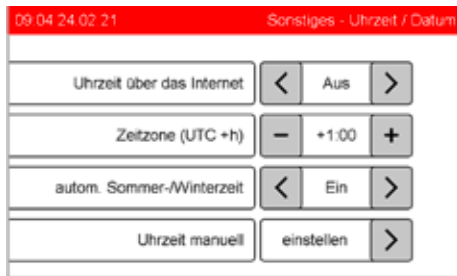 09:04 24.02.21 Sonstiges - Uhrzeit / Datum
Uhrzeit über das Internet < Aus >
Zeitzone (UTC +h) − +1:00 +
autom. Sommer-/Winterzeit < Ein >
Uhrzeit manuell einstellen >